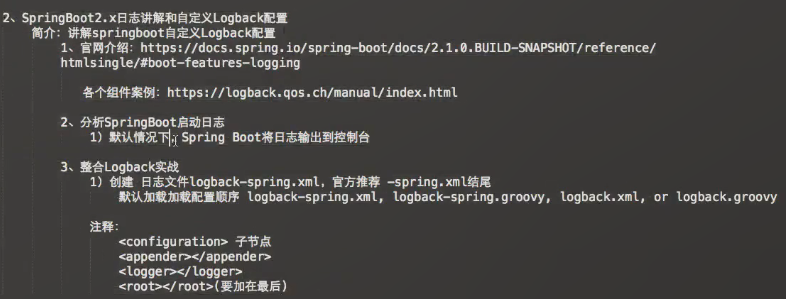 2、SpringBoot2.x日志讲解和自定义Logback配置
简介：讲解springboot自定义Logback配置
1、官网介绍：https://docs.spring.io/spring-boot/docs/2.1.0.BUILD-SNAPSHOT/reference/
htmlsingle/#boot-features-logging
各个组件案例：https://logback.qos.ch/manual/index.html
2、分析SpringBoot启动日志
1）默认情况下，Spring Boot将日志输出到控制台
3、整合Logback实战
1）创建 日志文件logback-spring.xml，官方推荐 -spring.xml结尾
默认加载加载配置顺序 logback-spring.xml, logback-spring.groovy, logback.xml, or logback.groovy
注释：
<configuration> 子节点
<appender></appender>
<logger></logger>
<root></root>(要加在最后)